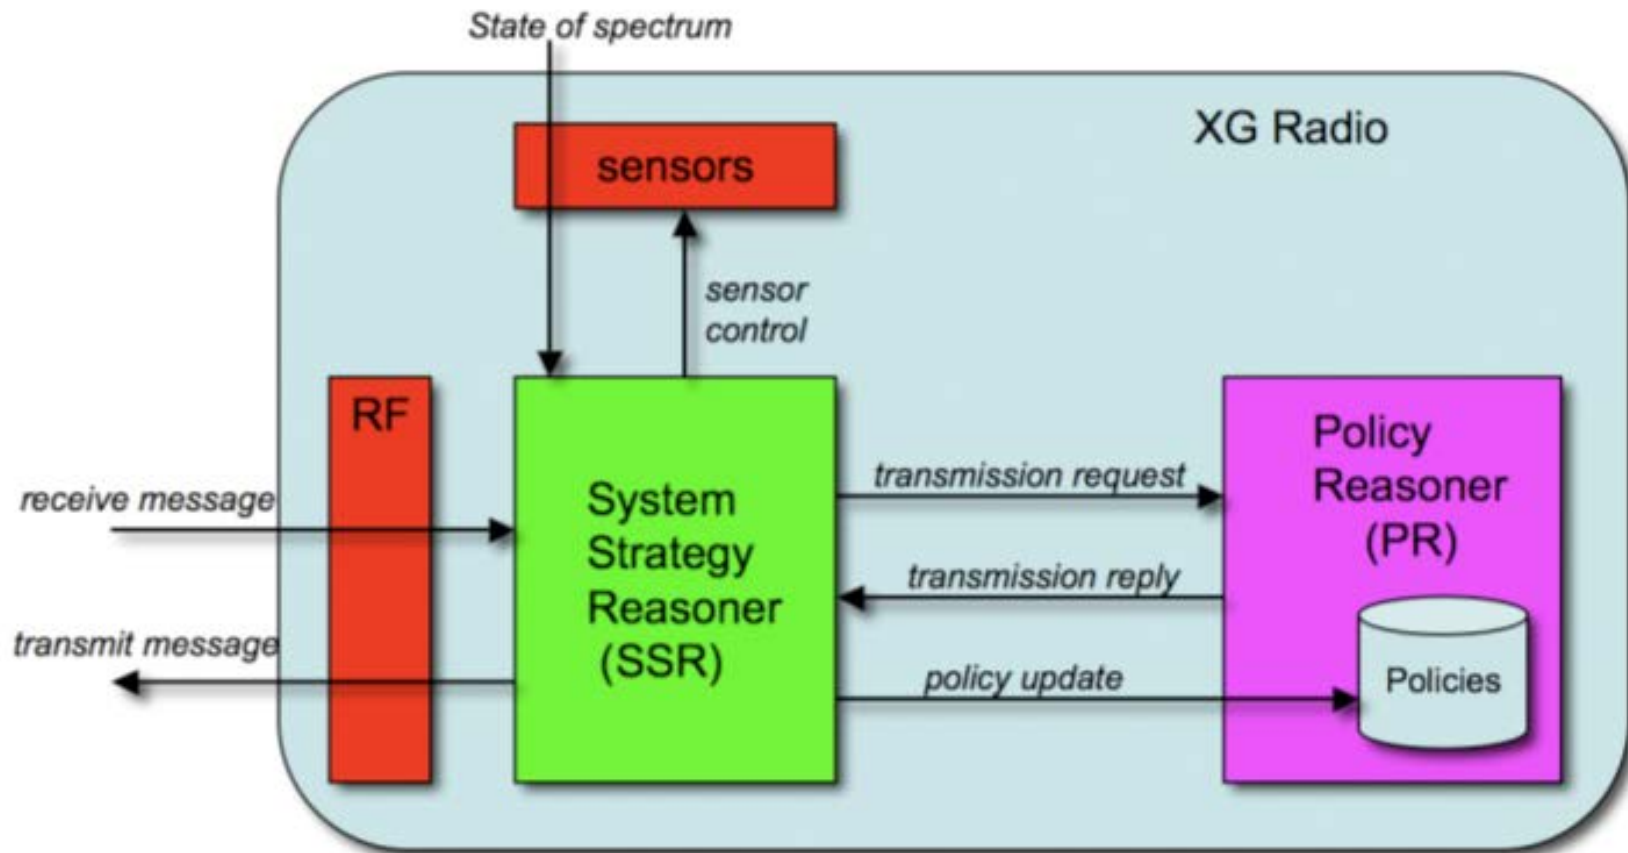 State of spectrum
XG Radio
sensors
sensor
control
RF
receive message
transmit message
System
Strategy
Reasoner
(SSR)
transmission request
transmission reply
policy update
Policy
Reasoner
(PR)
Policies